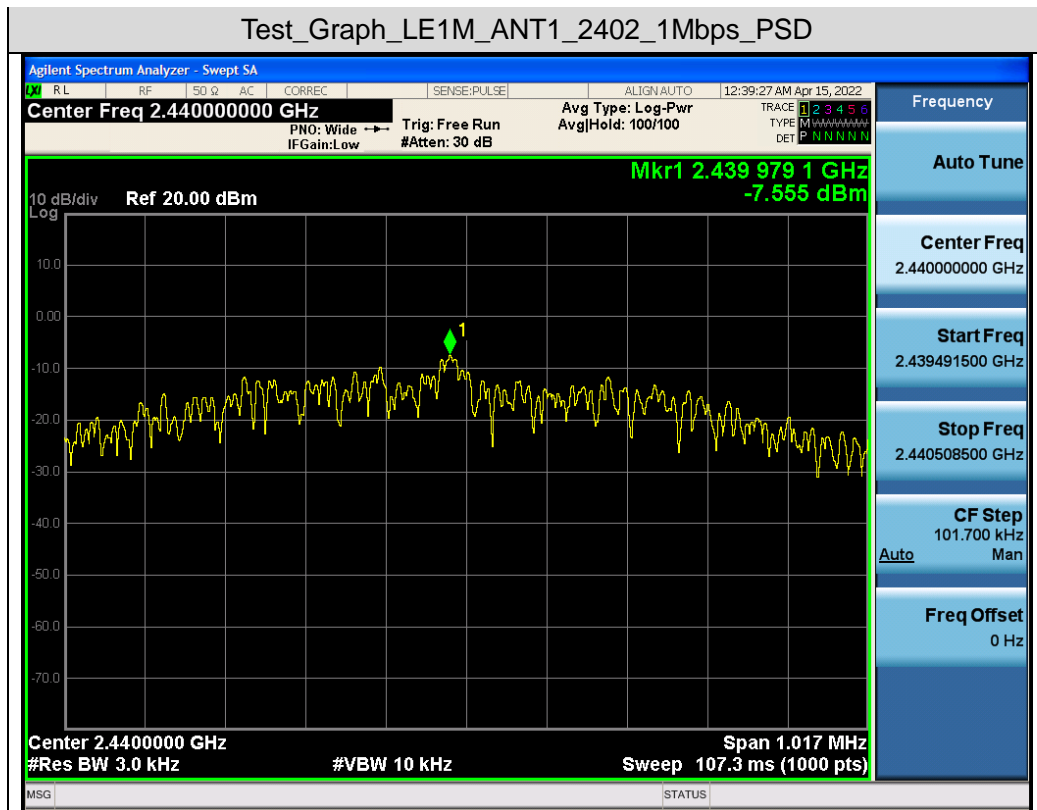 Test_Graph_LE1M_ANT1_2402_1Mbps_PSD
Agilent Spectrum Analyzer - Swept SA
LXI RL RF 50 Ω AC CORREC SENSE:PULSE ALIGN AUTO 12:39:27 AM Apr 15, 2022
Center Freq 2.440000000 GHz
PNO: Wide
IFGain:Low
Trig: Free Run
#Atten: 30 dB
Avg Type: Log-Pwr
Avg|Hold: 100/100
TRACE 1 2 3 4 5 6
TYPE M WWWWW
DET P N N N N N
Mkr1 2.439 979 1 GHz
-7.555 dBm
10 dB/div Ref 20.00 dBm
Log
10.0
0.00
-10.0
-20.0
-30.0
-40.0
-50.0
-60.0
-70.0
1
Center 2.4400000 GHz Span 1.017 MHz
#Res BW 3.0 kHz #VBW 10 kHz Sweep 107.3 ms (1000 pts)
MSG STATUS
Frequency
Auto Tune
Center Freq
2.440000000 GHz
Start Freq
2.439491500 GHz
Stop Freq
2.440508500 GHz
CF Step
101.700 kHz
Auto Man
Freq Offset
0 Hz